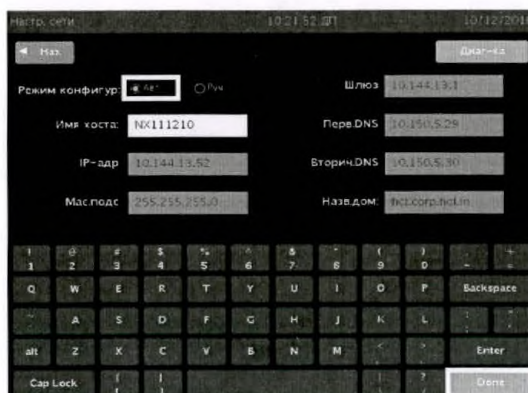 Настр. сети 10:21:52 ДП 10/12/201
Наз. Диаг-ка
Режим конфигур: Авт Руч Шлюз 10.144.13.1
Имя хоста: NX111210 Перв.DNS 10.150.5.29
IP-адр 10.144.13.52 Вторич.DNS 10.150.5.30
Мас.подс 255.255.255.0 Назв.дом: hcl.corp.hcl.in
! @ # $ % ^ & * ( ) +
1 2 3 4 5 6 7 8 9 0 - =
Q W E R T Y U I O P Backspace
A S D F G H J K L
alt Z X C V B N M < > Enter
Cap Lock ?
Done